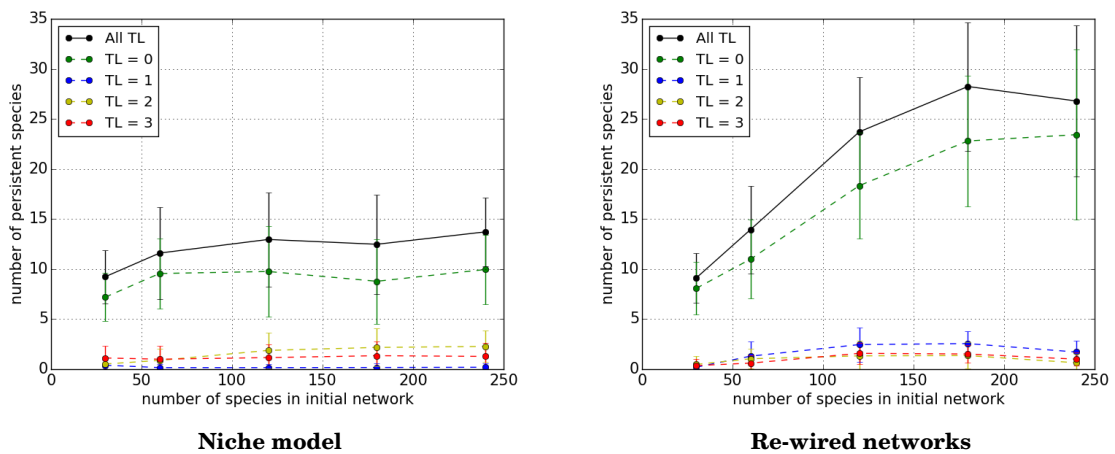 35
30
25
20
15
10
5
0
number of persistent species
All TL
TL = 0
TL = 1
TL = 2
TL = 3
0 50 100 150 200 250
number of species in initial network
Niche model
35
30
25
20
15
10
5
0
number of persistent species
All TL
TL = 0
TL = 1
TL = 2
TL = 3
0 50 100 150 200 250
number of species in initial network
Re-wired networks